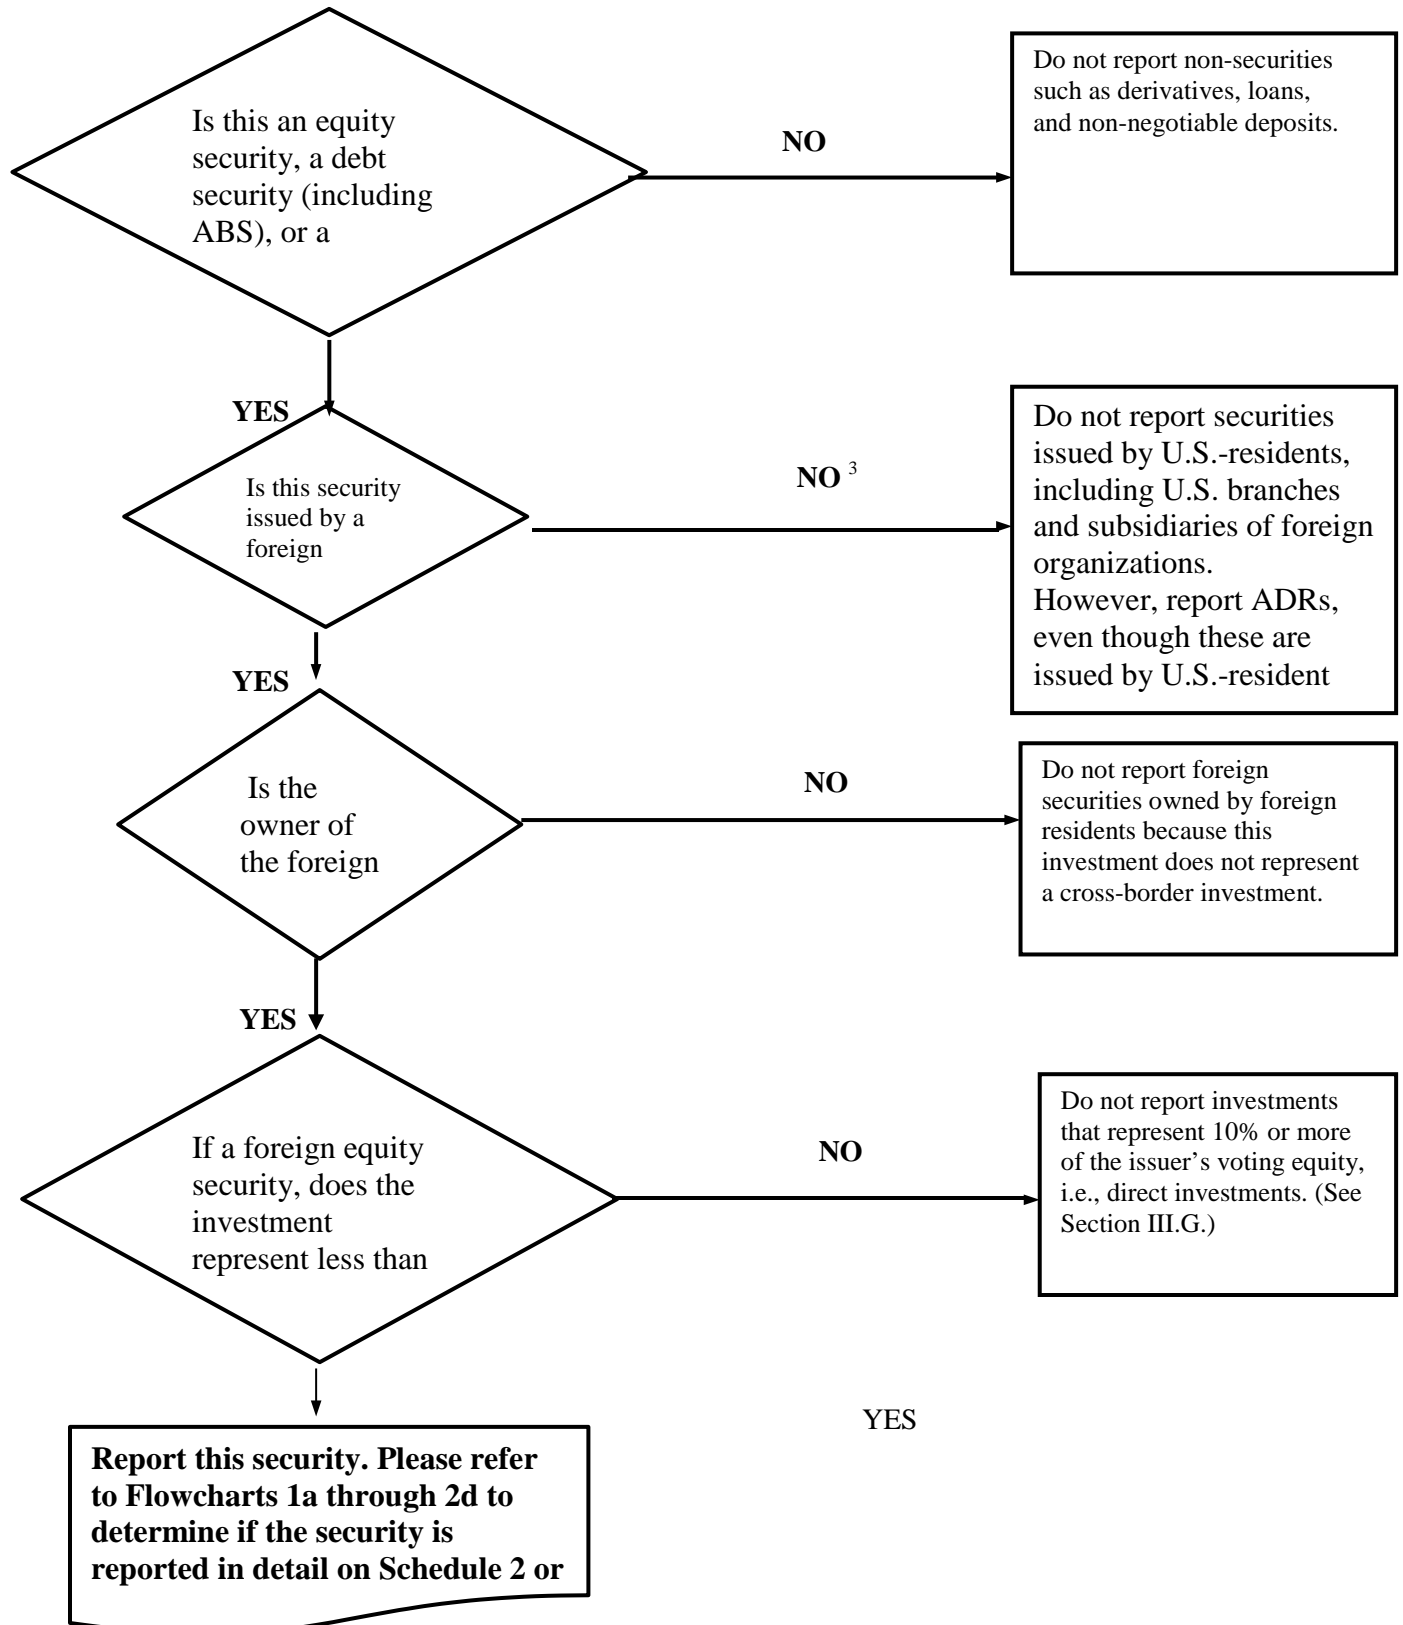 Is this an equity
security, a debt
security (including
ABS), or a
NO
Do not report non-securities
such as derivatives, loans,
and non-negotiable deposits.
YES
Is this security
issued by a
foreign
NO 3
Do not report securities
issued by U.S.-residents,
including U.S. branches
and subsidiaries of foreign
organizations.
However, report ADRs,
even though these are
issued by U.S.-resident
YES
Is the
owner of
the foreign
NO
Do not report foreign
securities owned by foreign
residents because this
investment does not represent
a cross-border investment.
YES
If a foreign equity
security, does the
investment
represent less than
NO
Do not report investments
that represent 10% or more
of the issuer’s voting equity,
i.e., direct investments. (See
Section III.G.)
YES
Report this security. Please refer
to Flowcharts 1a through 2d to
determine if the security is
reported in detail on Schedule 2 or